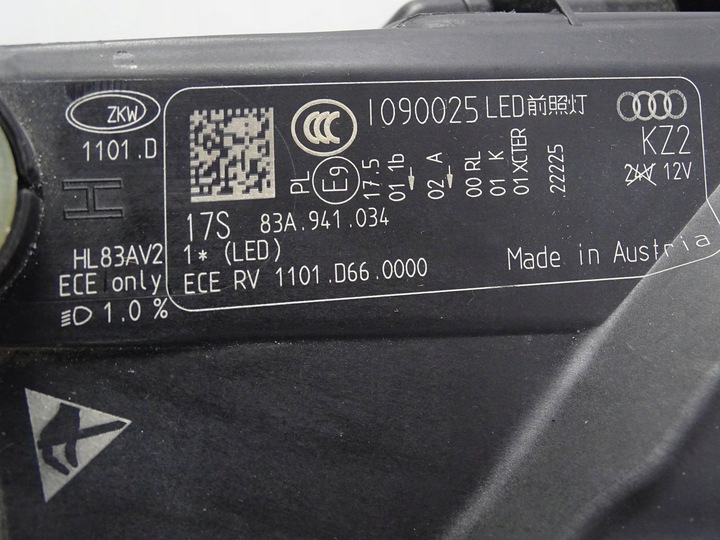 ZKW
1101.D
CCC
I090025 LED前照灯
KZ2
24V 12V
PL
E9
17.5
01 1b
02 A
00 RL
01 K
01 XCTER
.22225
17S 83A.941.034
1* (LED)
ECE RV 1101.D66.0000
Made in Austria
HL83AV2
ECE only
1.0 %